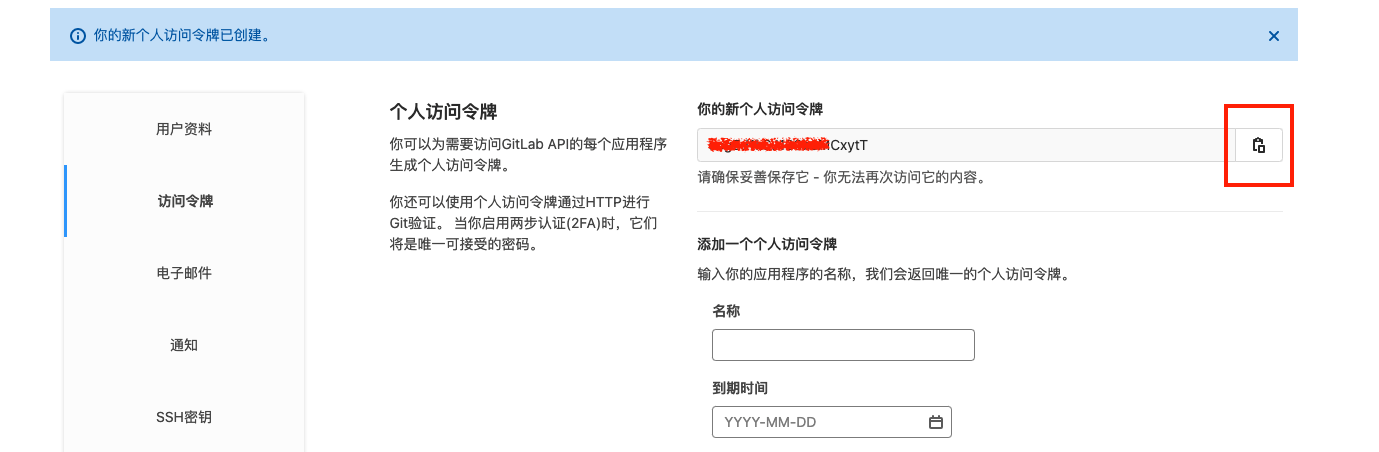 你的新个人访问令牌已创建。
用户资料
访问令牌
电子邮件
通知
SSH密钥
个人访问令牌
你可以为需要访问GitLab API的每个应用程序
生成个人访问令牌。
你还可以使用个人访问令牌通过HTTP进行
Git验证。 当你启用两步认证(2FA)时，它们
将是唯一可接受的密码。
你的新个人访问令牌
CxytT
请确保妥善保存它 - 你无法再次访问它的内容。
添加一个个人访问令牌
输入你的应用程序的名称，我们会返回唯一的个人访问令牌。
名称
到期时间
YYYY-MM-DD